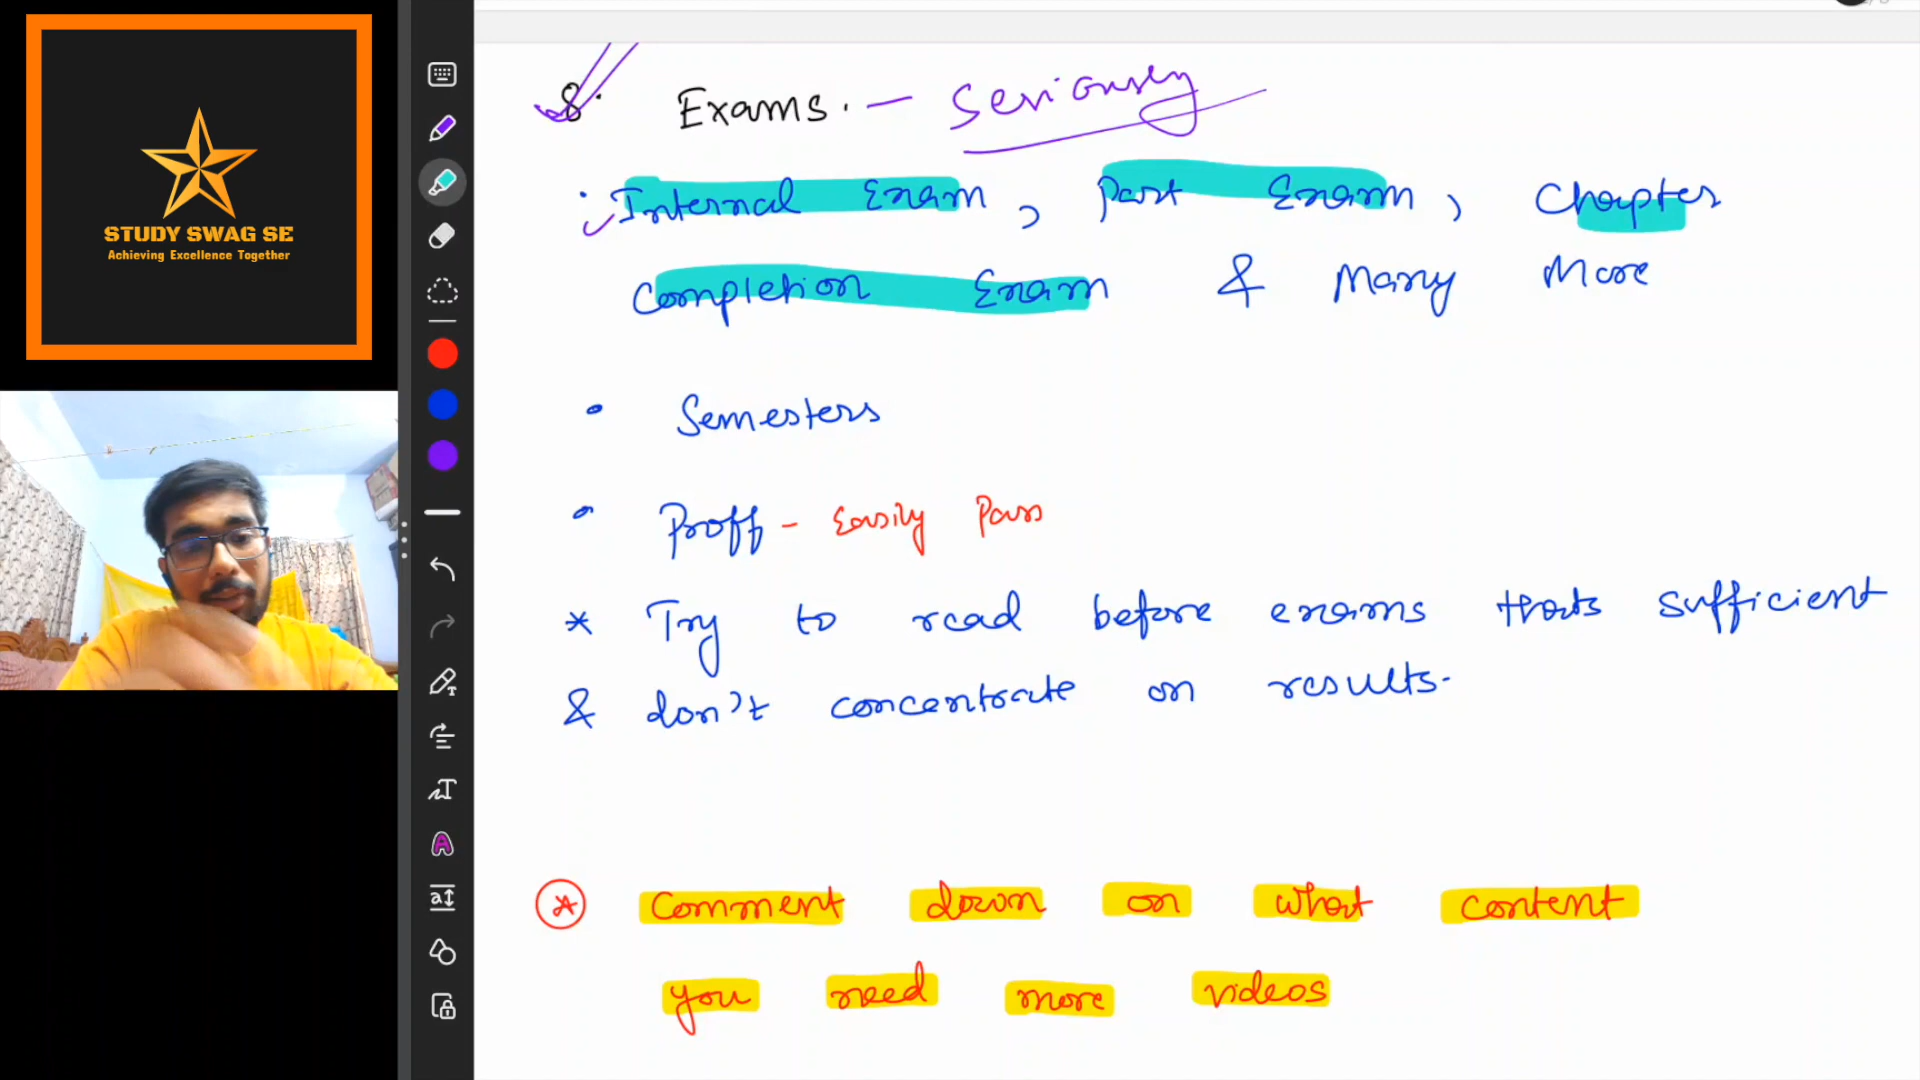 STUDY SWAG SE
Achieving Excellence Together
8. Exams. - Seriously
Internal Exam, Part Exam, Chapter
Completion Exam & Many More
• Semesters
• Proff - Easily Pass
* Try to read before exams thats sufficient
& don't concentrate on results.
* Comment down on what content
you need more videos